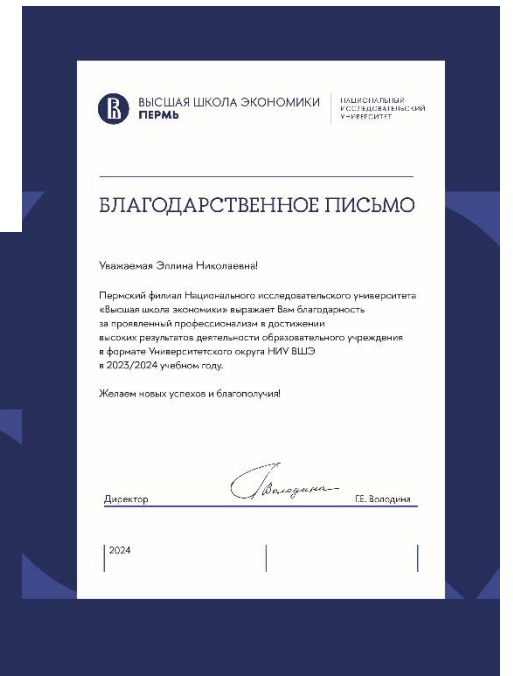 ВЫСШАЯ ШКОЛА ЭКОНОМИКИ
ПЕРМЬ
НАЦИОНАЛЬНЫЙ
ИССЛЕДОВАТЕЛЬСКИЙ
УНИВЕРСИТЕТ
БЛАГОДАРСТВЕННОЕ ПИСЬМО
Уважаемая Эллина Николаевна!
Пермский филиал Национального исследовательского университета
«Высшая школа экономики» выражает Вам благодарность
за проявленный профессионализм в достижении
высоких результатов деятельности образовательного учреждения
в формате Университетского округа НИУ ВШЭ
в 2023/2024 учебном году.
Желаем новых успехов и благополучия!
Володина
Директор
Г.Е. Володина
2024